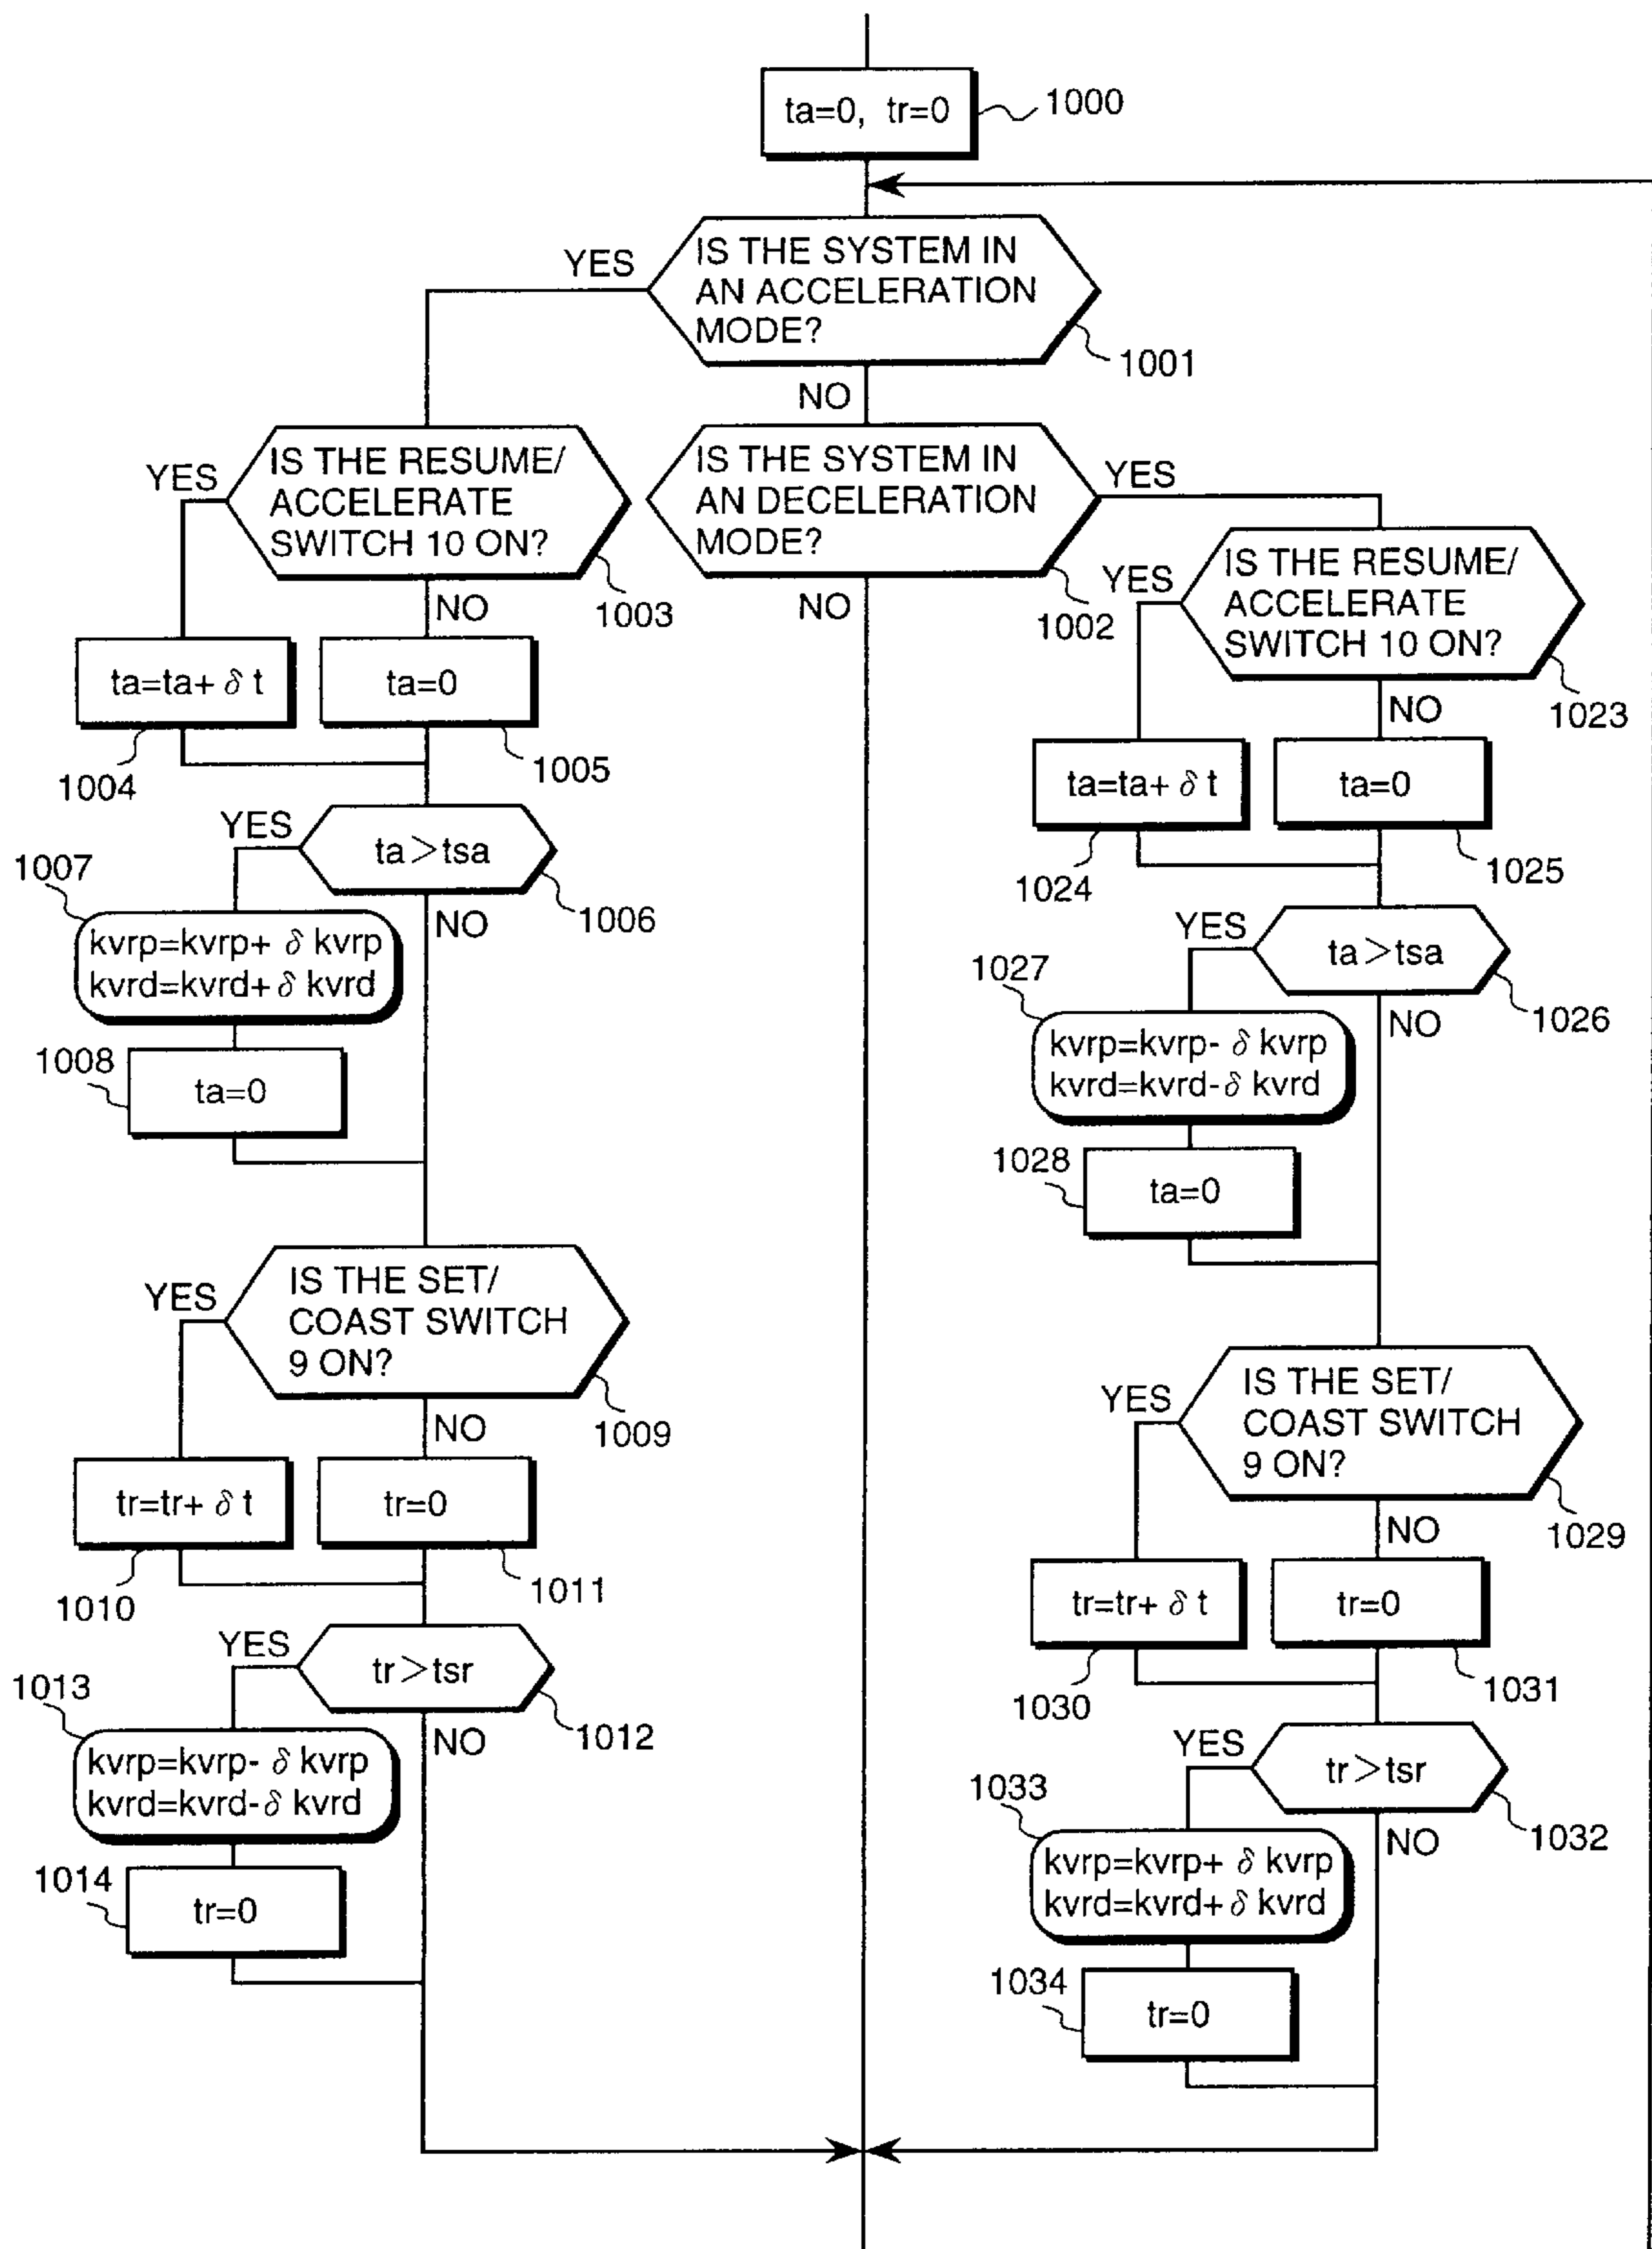 ta=0, tr=0
1000
IS THE SYSTEM IN
AN ACCELERATION
MODE?
YES
1001
NO
IS THE SYSTEM IN
AN DECELERATION
MODE?
YES
1002
NO
IS THE RESUME/
ACCELERATE
SWITCH 10 ON?
YES
1003
NO
ta=ta+ δ t
1004
ta=0
1005
ta>tsa
YES
1006
NO
1007
kvrp=kvrp+ δ kvrp
kvrd=kvrd+ δ kvrd
1008
ta=0
IS THE SET/
COAST SWITCH
9 ON?
YES
1009
NO
tr=tr+ δ t
1010
tr=0
1011
tr>tsr
YES
1012
NO
1013
kvrp=kvrp- δ kvrp
kvrd=kvrd-δ kvrd
1014
tr=0
IS THE RESUME/
ACCELERATE
SWITCH 10 ON?
YES
1023
NO
ta=ta+ δ t
1024
ta=0
1025
ta>tsa
YES
1026
NO
1027
kvrp=kvrp- δ kvrp
kvrd=kvrd-δ kvrd
1028
ta=0
IS THE SET/
COAST SWITCH
9 ON?
YES
1029
NO
tr=tr+ δ t
1030
tr=0
1031
tr>tsr
YES
1032
NO
1033
kvrp=kvrp+ δ kvrp
kvrd=kvrd+ δ kvrd
1034
tr=0